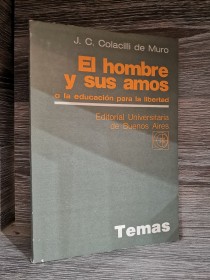 J. C. Colacilli de Muro
El hombre
y sus amos
o la educación para la libertad
Editorial Universitaria
de Buenos Aires
Temas